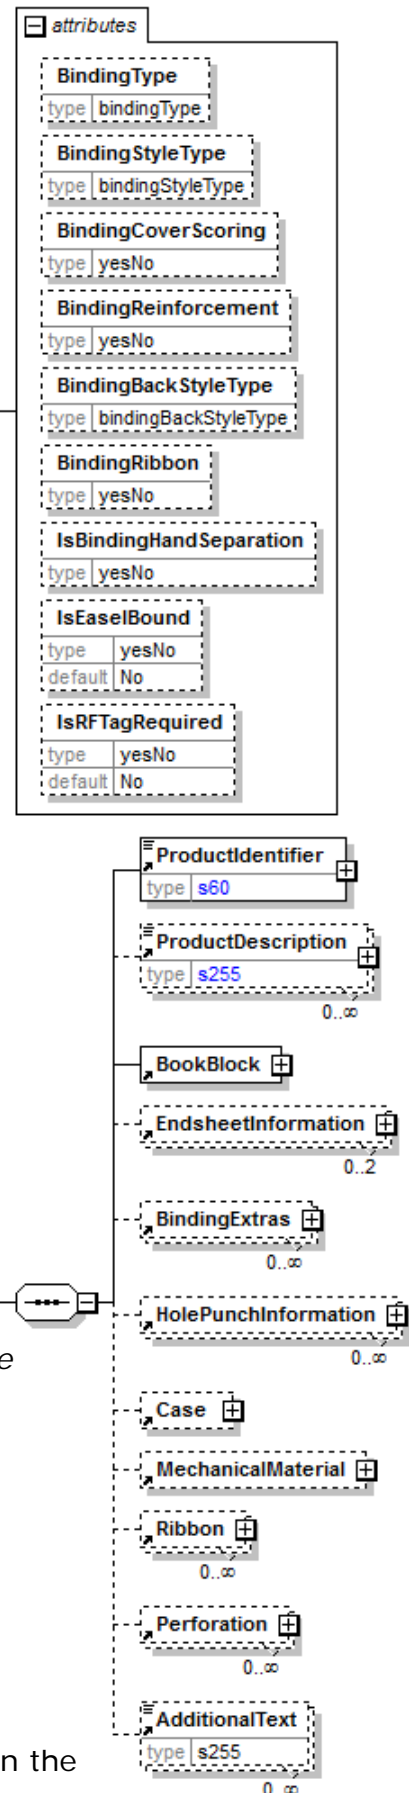 attributes
BindingType
type bindingType
BindingStyleType
type bindingStyleType
BindingCoverScoring
type yesNo
BindingReinforcement
type yesNo
BindingBackStyleType
type bindingBackStyleType
BindingRibbon
type yesNo
IsBindingHandSeparation
type yesNo
IsEaselBound
type yesNo
default No
IsRFTagRequired
type yesNo
default No
ProductIdentifier
type s60
ProductDescription
type s255
0..∞
BookBlock
EndsheetInformation
0..2
BindingExtras
0..∞
HolePunchInformation
0..∞
e
Case
MechanicalMaterial
Ribbon
0..∞
Perforation
0..∞
AdditionalText
type s255
n the
0..∞